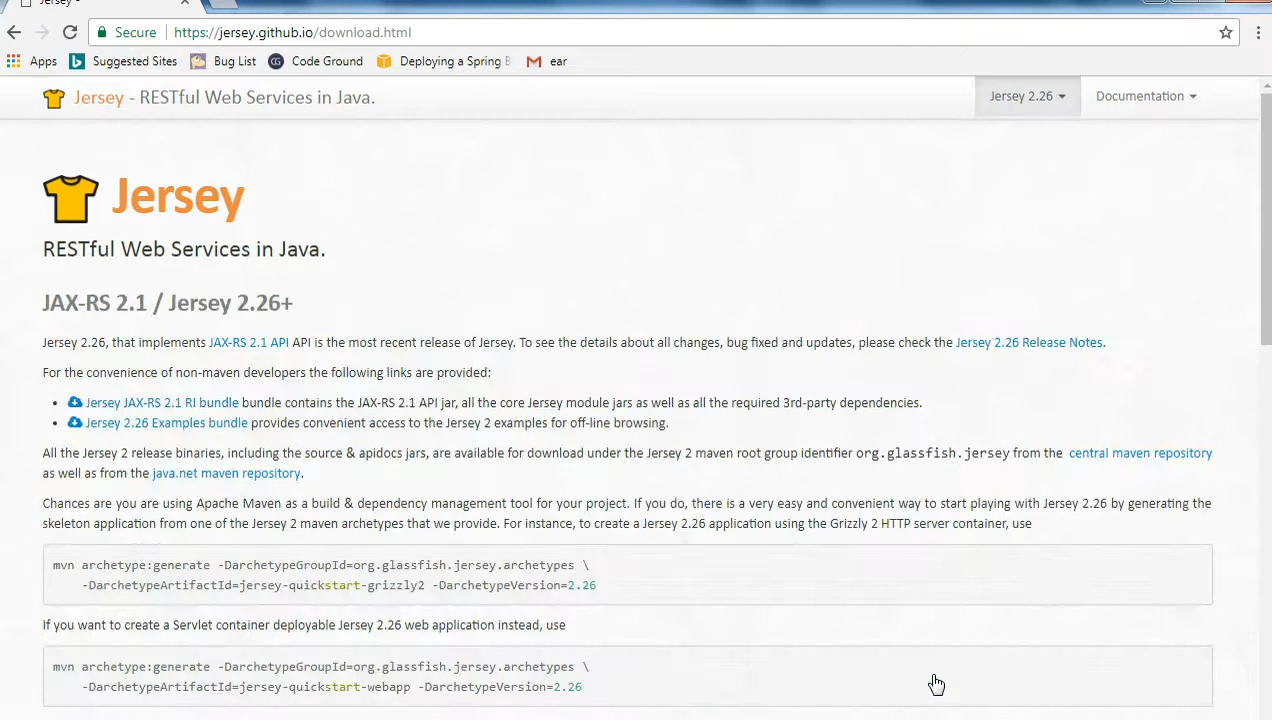 Jersey -
Secure https://jersey.github.io/download.html
Apps Suggested Sites Bug List Code Ground Deploying a Spring B ear
Jersey - RESTful Web Services in Java. Jersey 2.26 Documentation
Jersey
RESTful Web Services in Java.
JAX-RS 2.1 / Jersey 2.26+
Jersey 2.26, that implements JAX-RS 2.1 API API is the most recent release of Jersey. To see the details about all changes, bug fixed and updates, please check the Jersey 2.26 Release Notes.
For the convenience of non-maven developers the following links are provided:
• Jersey JAX-RS 2.1 RI bundle bundle contains the JAX-RS 2.1 API jar, all the core Jersey module jars as well as all the required 3rd-party dependencies.
• Jersey 2.26 Examples bundle provides convenient access to the Jersey 2 examples for off-line browsing.
All the Jersey 2 release binaries, including the source & apidocs jars, are available for download under the Jersey 2 maven root group identifier org.glassfish.jersey from the central maven repository
as well as from the java.net maven repository.
Chances are you are using Apache Maven as a build & dependency management tool for your project. If you do, there is a very easy and convenient way to start playing with Jersey 2.26 by generating the
skeleton application from one of the Jersey 2 maven archetypes that we provide. For instance, to create a Jersey 2.26 application using the Grizzly 2 HTTP server container, use
mvn archetype:generate -DarchetypeGroupId=org.glassfish.jersey.archetypes \
-DarchetypeArtifactId=jersey-quickstart-grizzly2 -DarchetypeVersion=2.26
If you want to create a Servlet container deployable Jersey 2.26 web application instead, use
mvn archetype:generate -DarchetypeGroupId=org.glassfish.jersey.archetypes \
-DarchetypeArtifactId=jersey-quickstart-webapp -DarchetypeVersion=2.26